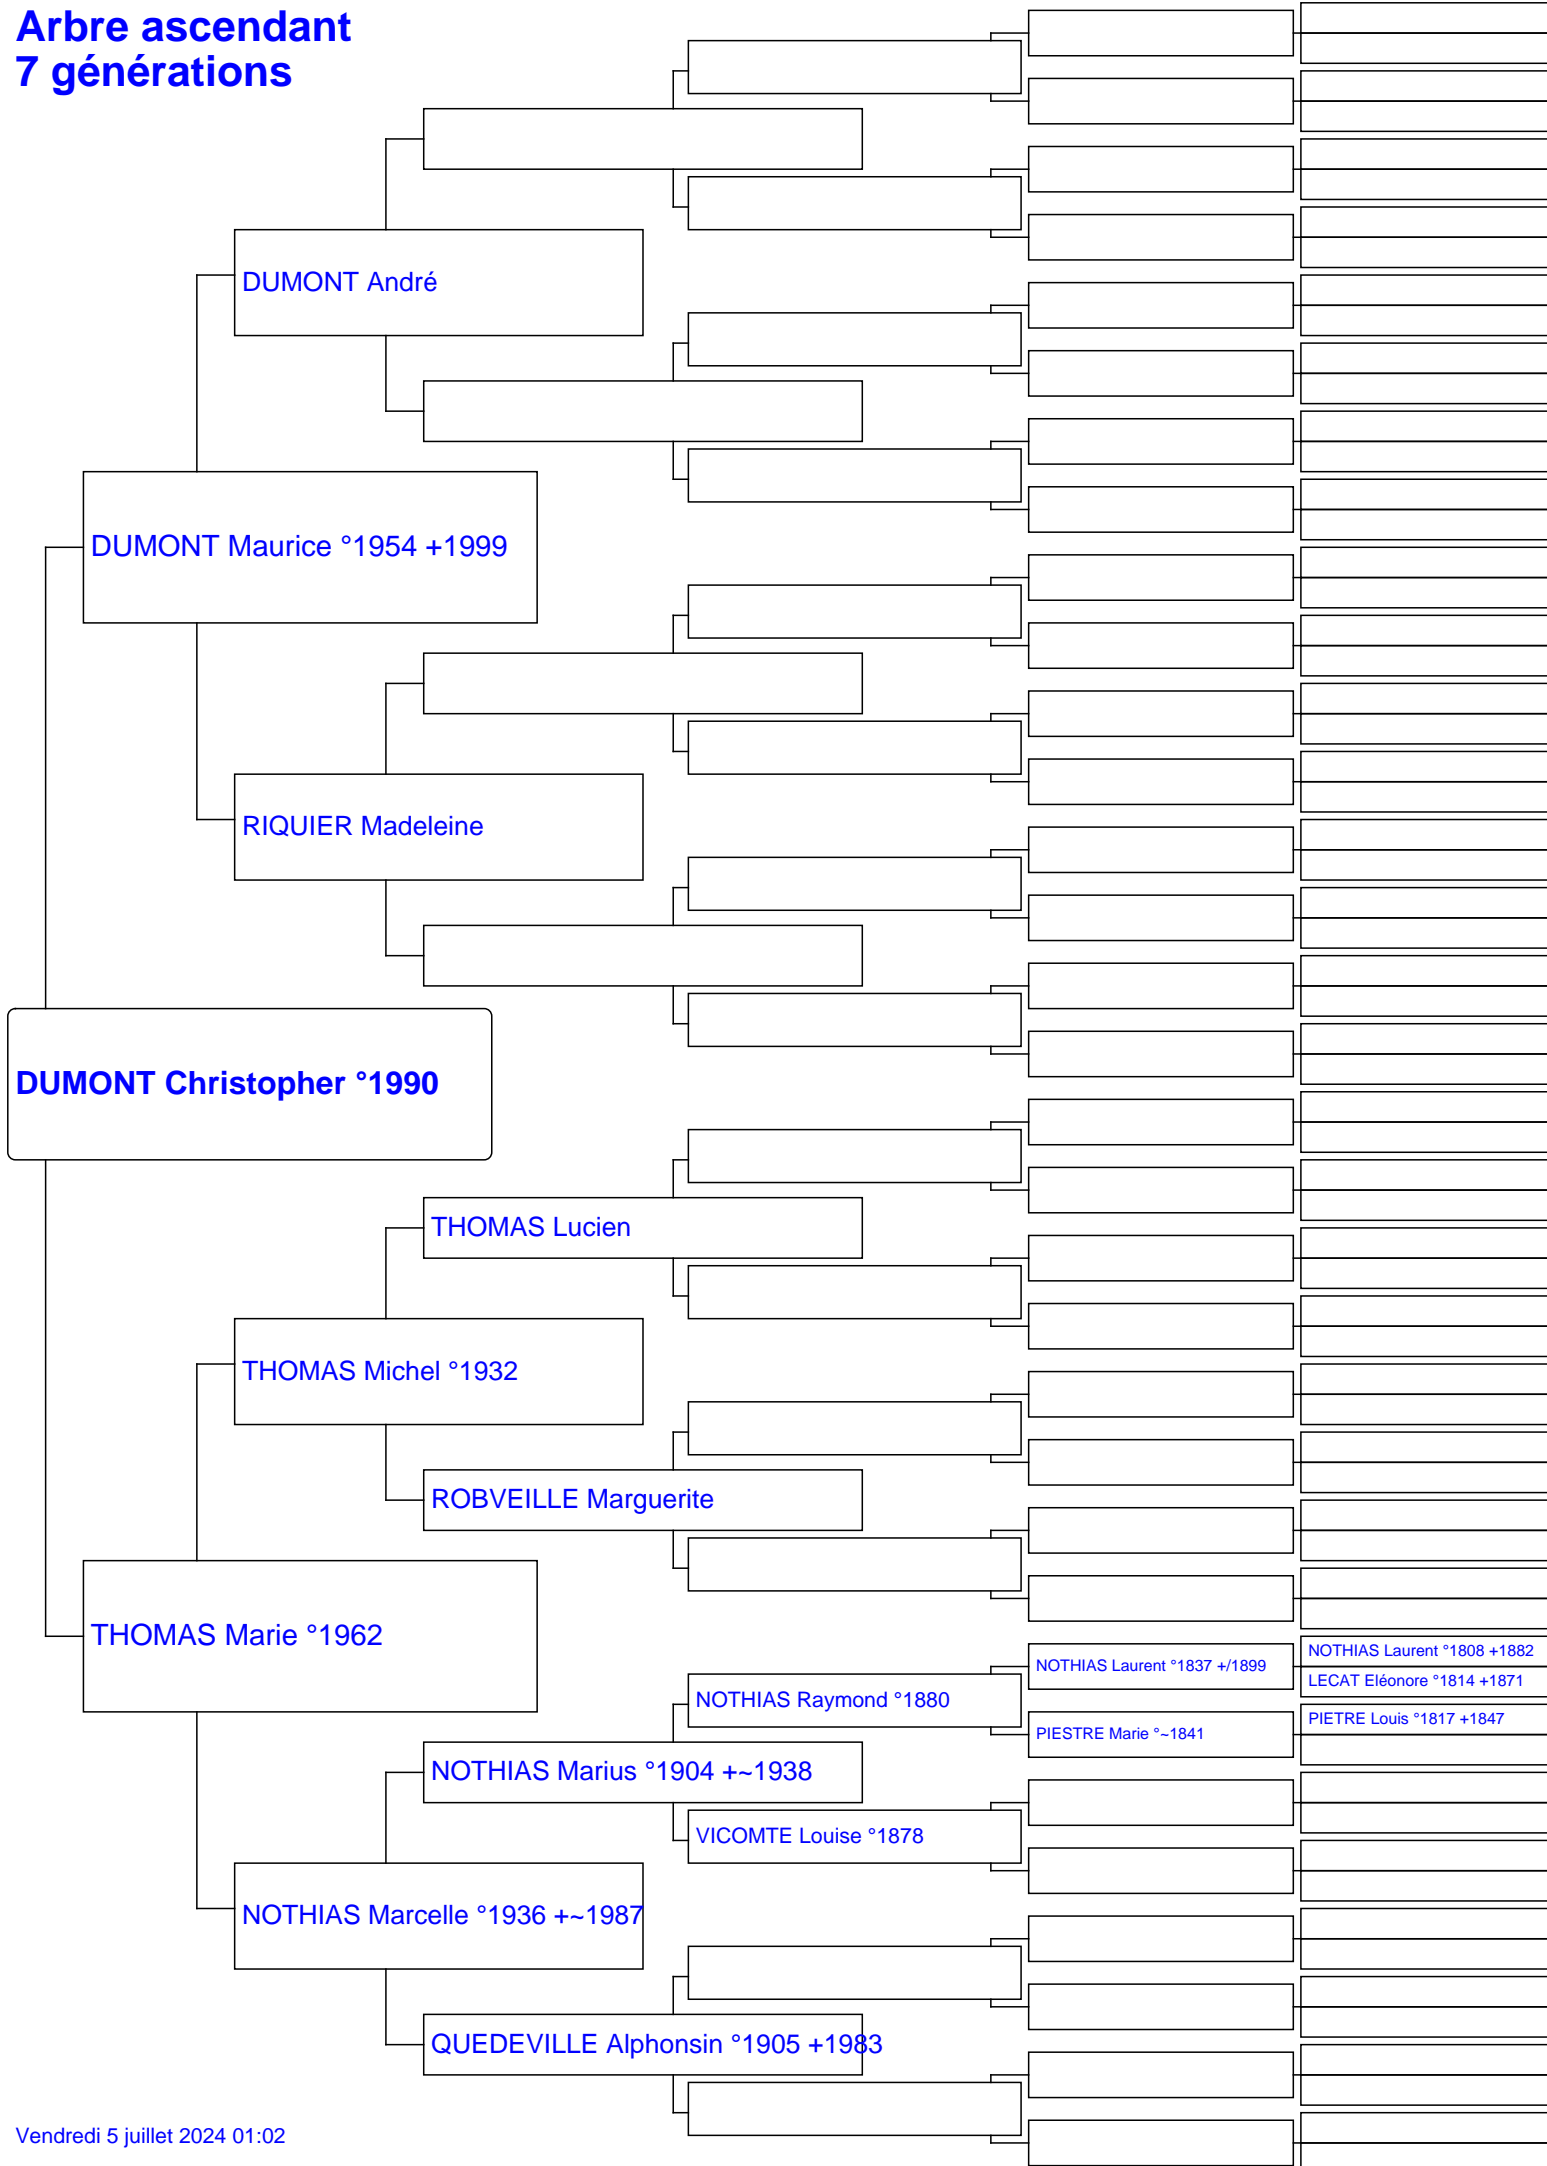 Arbre ascendant
7 générations
DUMONT André
DUMONT Maurice °1954 +1999
RIQUIER Madeleine
DUMONT Christopher °1990
THOMAS Lucien
THOMAS Michel °1932
ROBVEILLE Marguerite
THOMAS Marie °1962
NOTHIAS Laurent °1808 +1882
NOTHIAS Laurent °1837 +/1899
LECAT Eléonore °1814 +1871
NOTHIAS Raymond °1880
PIETRE Louis °1817 +1847
PIESTRE Marie °~1841
NOTHIAS Marius °1904 +~1938
VICOMTE Louise °1878
NOTHIAS Marcelle °1936 +~1987
QUEDEVILLE Alphonsin °1905 +1983
Vendredi 5 juillet 2024 01:02